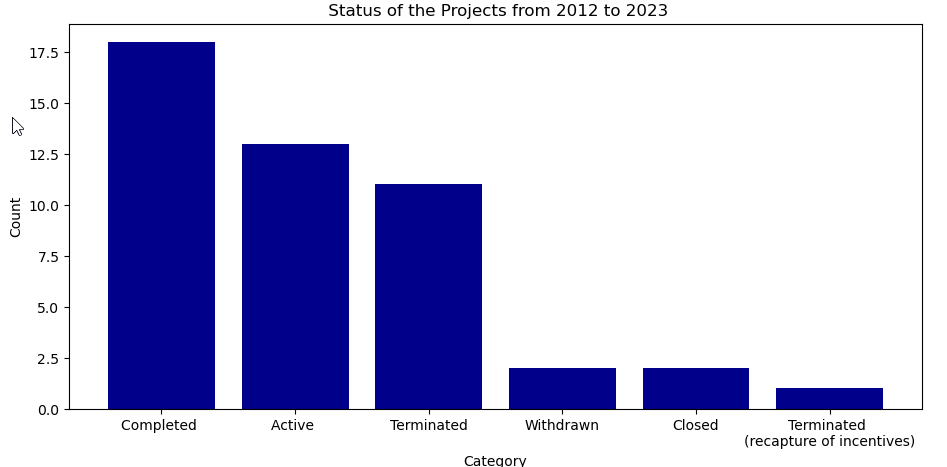 Status of the Projects from 2012 to 2023
17.5
15.0
12.5
10.0
7.5
5.0
2.5
0.0
Count
Completed
Active
Terminated
Withdrawn
Closed
Terminated
(recapture of incentives)
Category